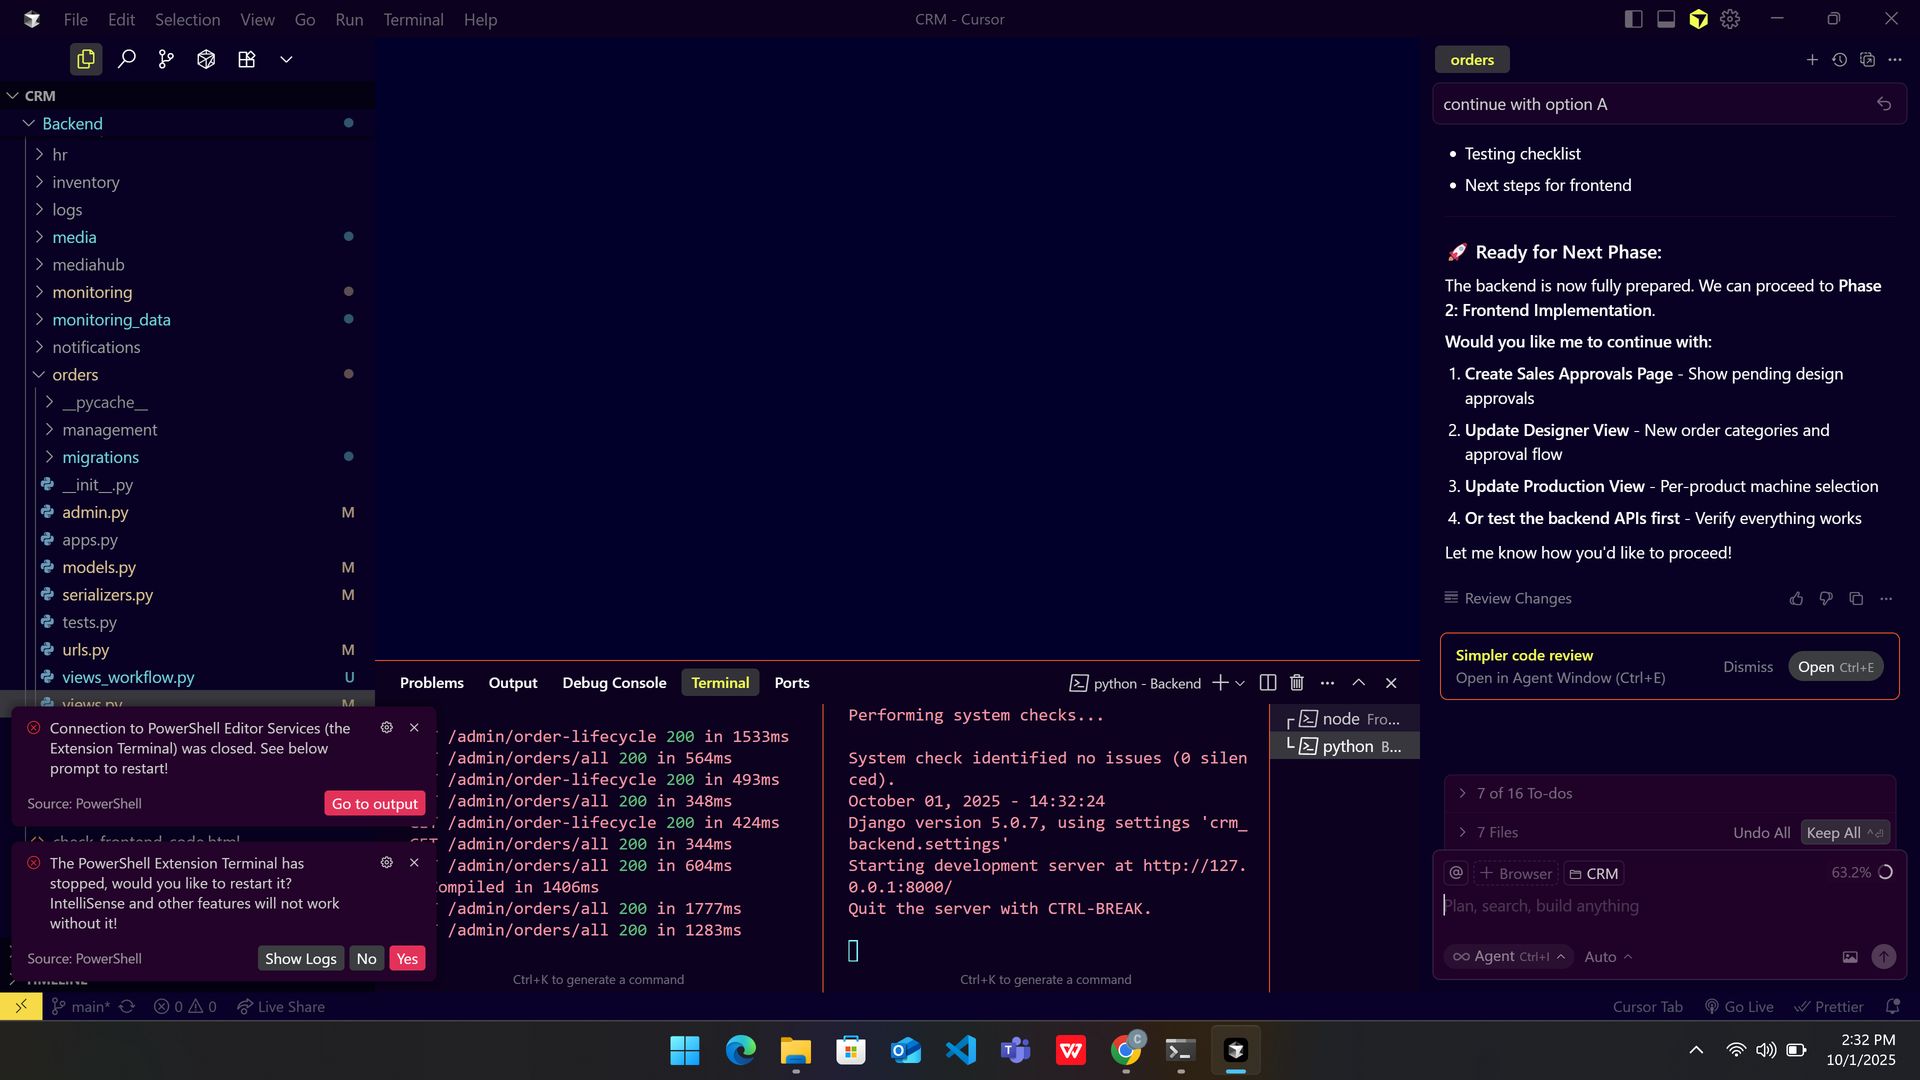 File Edit Selection View Go Run Terminal Help
CRM - Cursor
CRM
Backend
hr
inventory
logs
media
mediahub
monitoring
monitoring_data
notifications
orders
__pycache__
management
migrations
__init__.py
admin.py M
apps.py
models.py M
serializers.py M
tests.py
urls.py M
views_workflow.py U
views.py M
Connection to PowerShell Editor Services (the
Extension Terminal) was closed. See below
prompt to restart!
Source: PowerShell
Go to output
check_frontend_code.html
The PowerShell Extension Terminal has
stopped, would you like to restart it?
IntelliSense and other features will not work
without it!
Source: PowerShell
Show Logs No Yes
TIMELINE
Problems Output Debug Console Terminal Ports
python - Backend
/admin/order-lifecycle 200 in 1533ms
/admin/orders/all 200 in 564ms
/admin/order-lifecycle 200 in 493ms
/admin/orders/all 200 in 348ms
/admin/order-lifecycle 200 in 424ms
GET /admin/orders/all 200 in 344ms
/admin/orders/all 200 in 604ms
Compiled in 1406ms
/admin/orders/all 200 in 1777ms
/admin/orders/all 200 in 1283ms
Ctrl+K to generate a command
Performing system checks...
System check identified no issues (0 silen
ced).
October 01, 2025 - 14:32:24
Django version 5.0.7, using settings 'crm_
backend.settings'
Starting development server at http://127.
0.0.1:8000/
Quit the server with CTRL-BREAK.
Ctrl+K to generate a command
node Fro...
python B...
orders
continue with option A
• Testing checklist
• Next steps for frontend
🚀 Ready for Next Phase:
The backend is now fully prepared. We can proceed to Phase
2: Frontend Implementation.
Would you like me to continue with:
1. Create Sales Approvals Page - Show pending design
approvals
2. Update Designer View - New order categories and
approval flow
3. Update Production View - Per-product machine selection
4. Or test the backend APIs first - Verify everything works
Let me know how you'd like to proceed!
Review Changes
Simpler code review
Open in Agent Window (Ctrl+E)
Dismiss
Open Ctrl+E
7 of 16 To-dos
7 Files
Undo All Keep All
@ + Browser CRM 63.2%
Plan, search, build anything
Agent Ctrl+I Auto
main* 0 0 Live Share
Cursor Tab Go Live Prettier
2:32 PM
10/1/2025